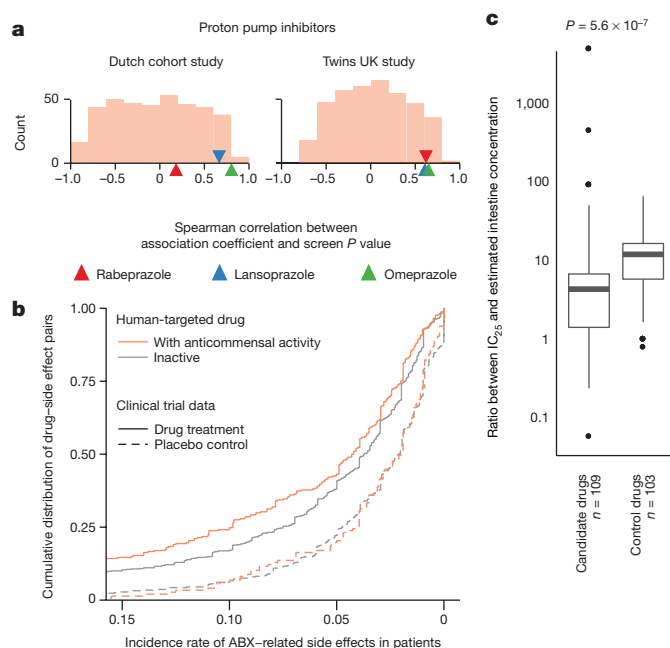 a
Proton pump inhibitors
Dutch cohort study
Twins UK study
Count
50
0
−1.0 −0.5 0 0.5 1.0
−1.0 −0.5 0 0.5 1.0
Spearman correlation between
association coefficient and screen P value
Rabeprazole Lansoprazole Omeprazole
b
Cumulative distribution of drug–side effect pairs
1.00
0.75
0.50
0.25
0
Human-targeted drug
With anticommensal activity
Inactive
Clinical trial data
Drug treatment
Placebo control
0.15 0.10 0.05 0
Incidence rate of ABX−related side effects in patients
c
P = 5.6 × 10⁻⁷
Ratio between IC₂₅ and estimated intestine concentration
1,000
100
10
1
0.1
Candidate drugs
n = 109
Control drugs
n = 103